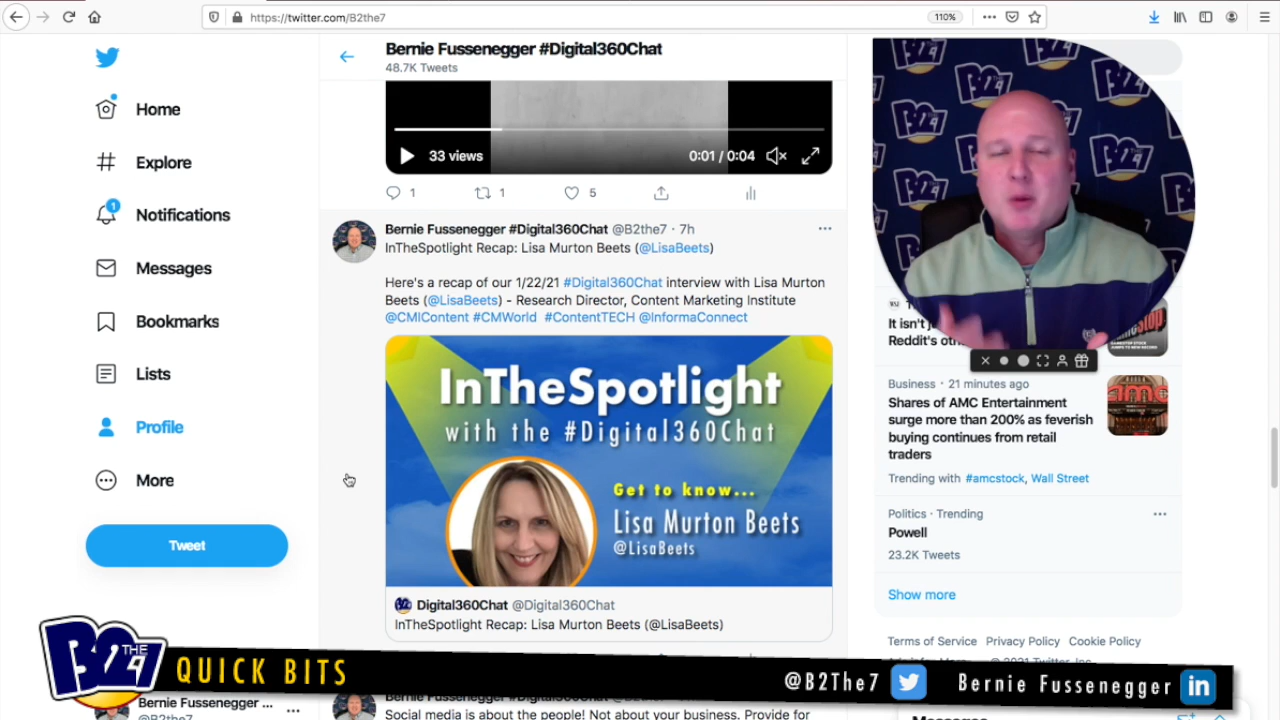 https://twitter.com/B2the7
110%
Bernie Fussenegger #Digital360Chat
48.7K Tweets
Home
Explore
1
Notifications
Messages
Bookmarks
Lists
Profile
More
Tweet
33 views
0:01 / 0:04
1
1
5
Bernie Fussenegger #Digital360Chat @B2the7 · 7h
InTheSpotlight Recap: Lisa Murton Beets (@LisaBeets)
Here's a recap of our 1/22/21 #Digital360Chat interview with Lisa Murton
Beets (@LisaBeets) - Research Director, Content Marketing Institute
@CMIContent #CMWorld #ContentTECH @InformaConnect
InTheSpotlight
with the #Digital360Chat
Get to know...
Lisa Murton Beets
@LisaBeets
Digital360Chat @Digital360Chat
InTheSpotlight Recap: Lisa Murton Beets (@LisaBeets)
Social media is about the people! Not about your business. Provide for
It isn't
Reddit's
Business · 21 minutes ago
Shares of AMC Entertainment
surge more than 200% as feverish
buying continues from retail
traders
Trending with #amcstock, Wall Street
Politics · Trending
Powell
23.2K Tweets
Show more
Terms of Service Privacy Policy Cookie Policy
B THE 7
QUICK BITS
@B2The7
Bernie Fussenegger
in
Bernie Fussenegger ...
@B2the7